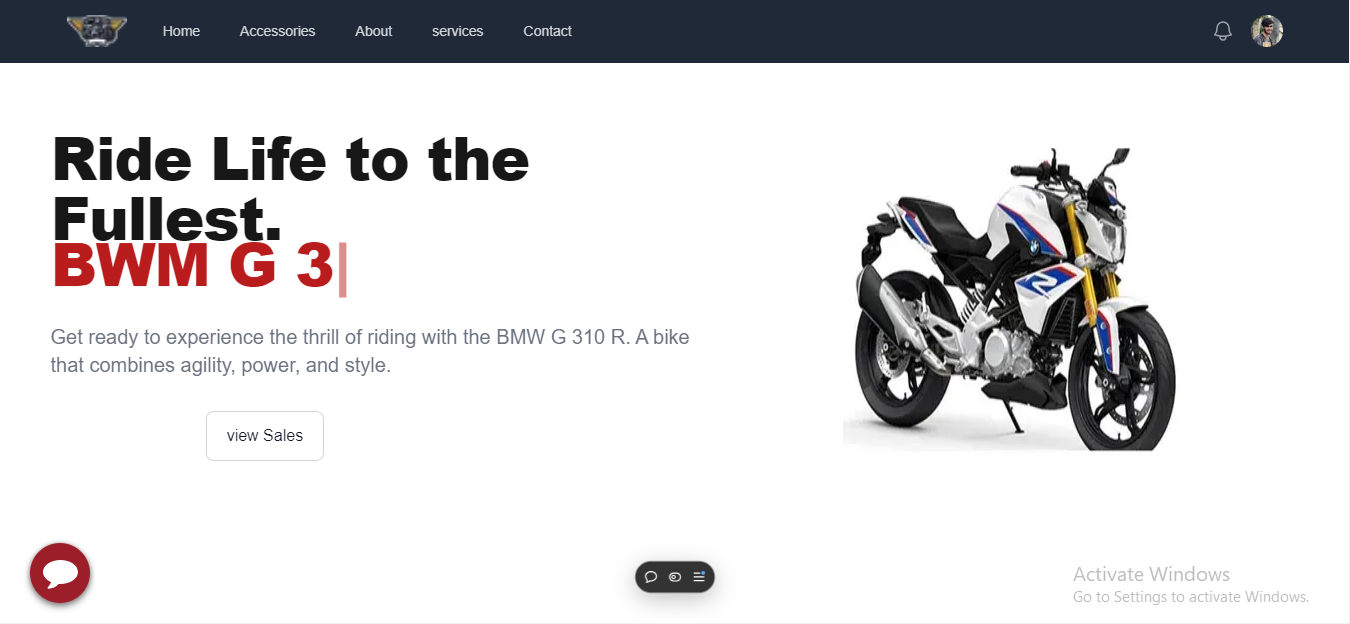 Home
Accessories
About
services
Contact
Ride Life to the
Fullest.
BWM G 3
Get ready to experience the thrill of riding with the BMW G 310 R. A bike
that combines agility, power, and style.
view Sales
Activate Windows
Go to Settings to activate Windows.